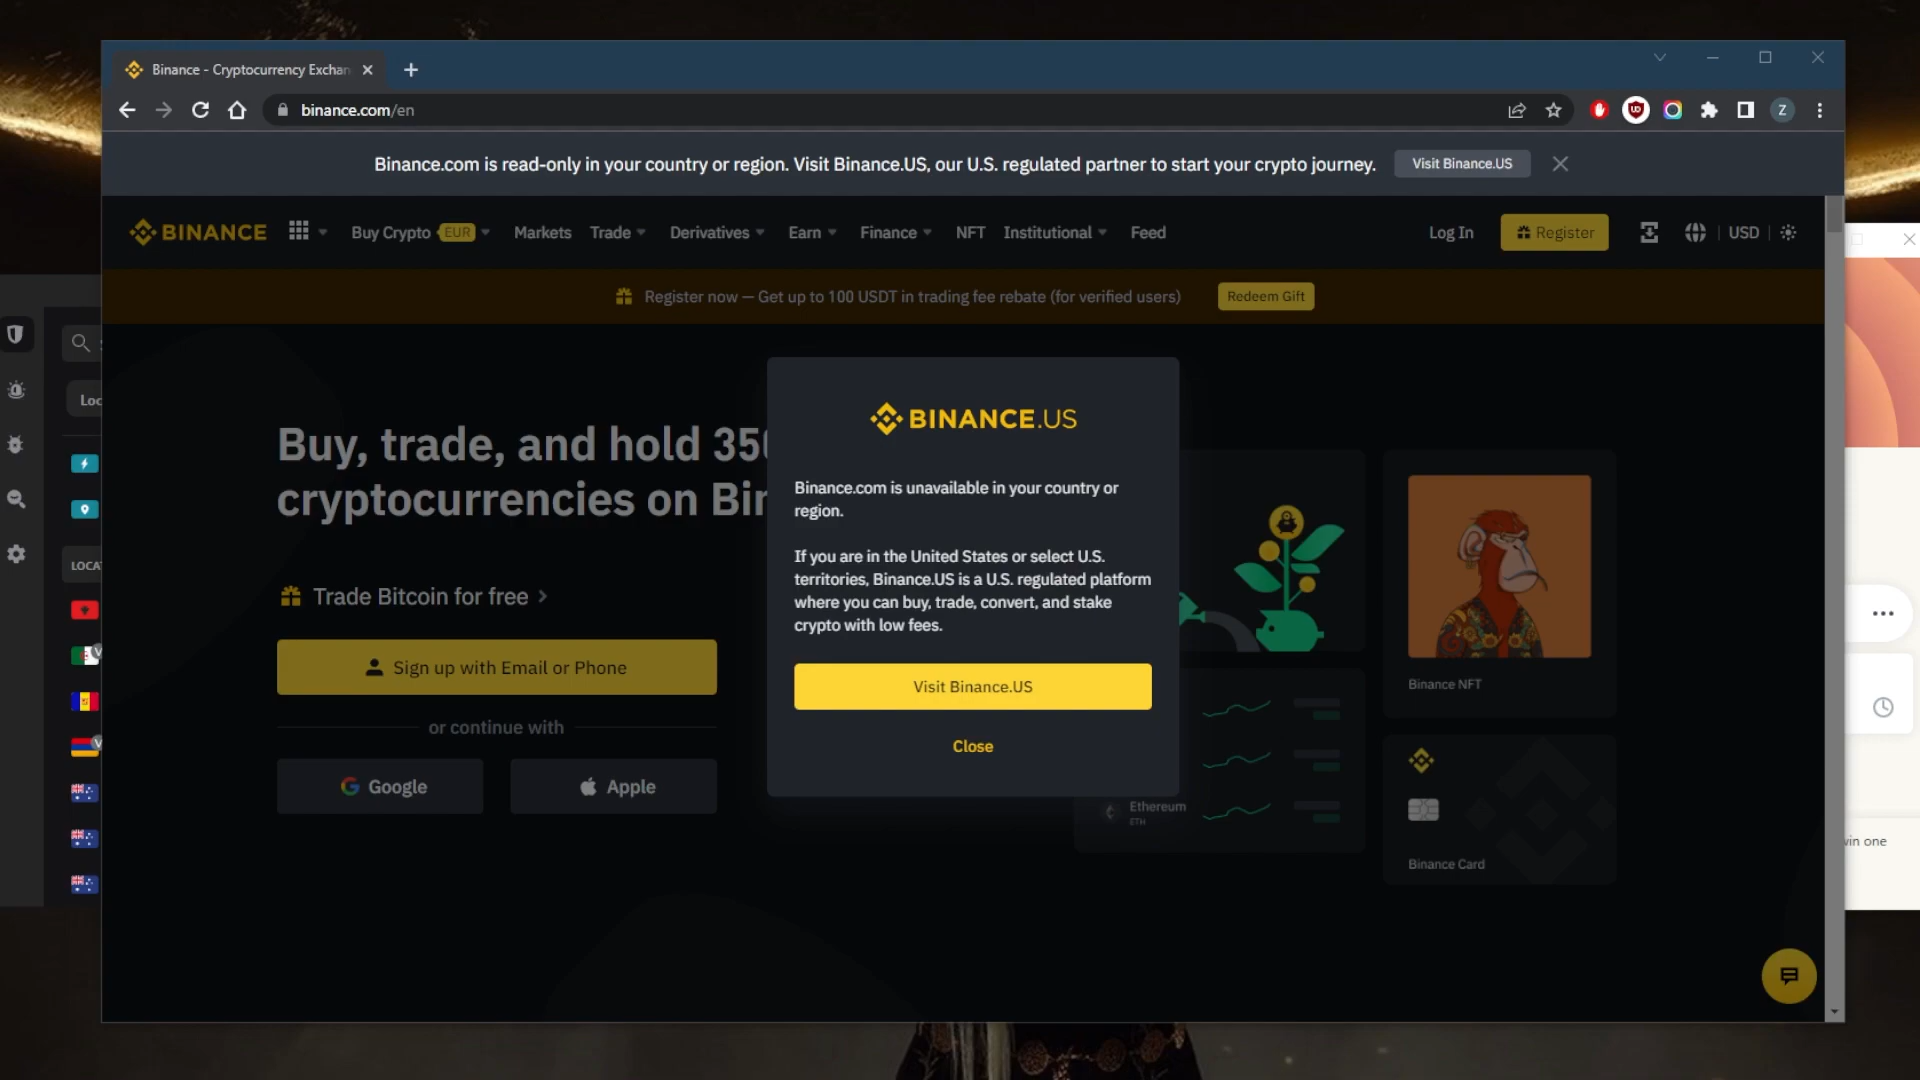 Binance - Cryptocurrency Exchan
binance.com/en
Z
Binance.com is read-only in your country or region. Visit Binance.US, our U.S. regulated partner to start your crypto journey.
Visit Binance.US
BINANCE
Buy Crypto
EUR
Markets
Trade
Derivatives
Earn
Finance
NFT
Institutional
Feed
Log In
Register
USD
Register now — Get up to 100 USDT in trading fee rebate (for verified users)
Redeem Gift
Loc
LOCA
Buy, trade, and hold 350
cryptocurrencies on Bin
Trade Bitcoin for free
Sign up with Email or Phone
or continue with
Google
Apple
BINANCE.US
Binance.com is unavailable in your country or
region.
If you are in the United States or select U.S.
territories, Binance.US is a U.S. regulated platform
where you can buy, trade, convert, and stake
crypto with low fees.
Visit Binance.US
Close
Ethereum
ETH
Binance NFT
Binance Card
win one